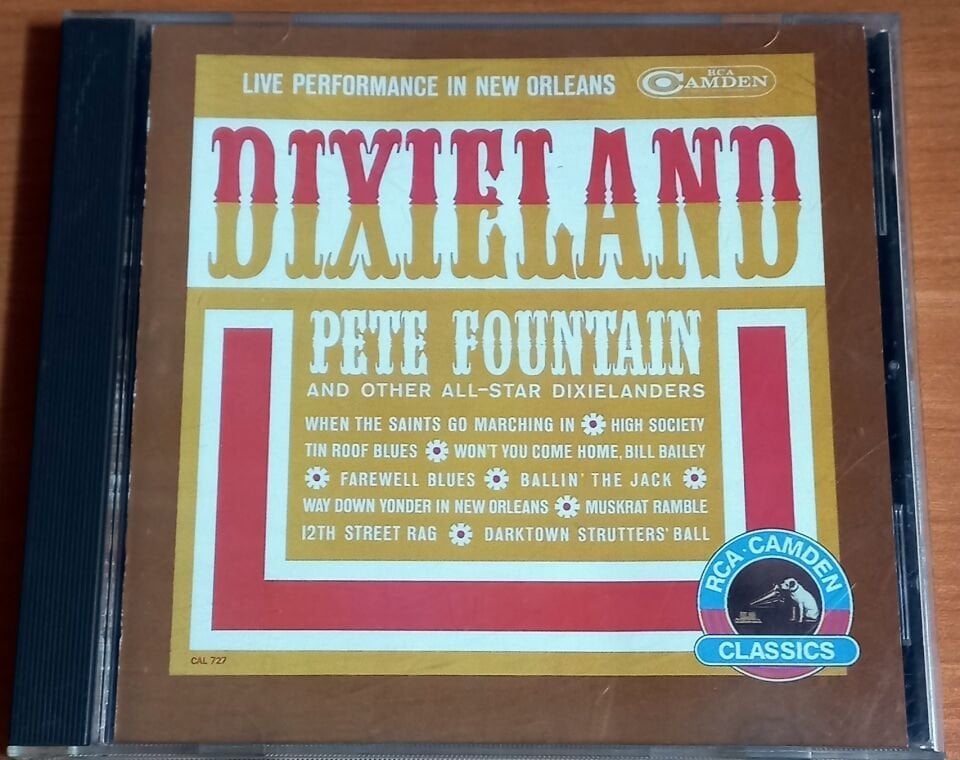 LIVE PERFORMANCE IN NEW ORLEANS
RCA
CAMDEN
DIXIELAND
PETE FOUNTAIN
AND OTHER ALL-STAR DIXIELANDERS
WHEN THE SAINTS GO MARCHING IN HIGH SOCIETY
TIN ROOF BLUES WON'T YOU COME HOME, BILL BAILEY
FAREWELL BLUES BALLIN' THE JACK
WAY DOWN YONDER IN NEW ORLEANS MUSKRAT RAMBLE
12TH STREET RAG DARKTOWN STRUTTERS' BALL
RCA·CAMDEN
CLASSICS
CAL 727